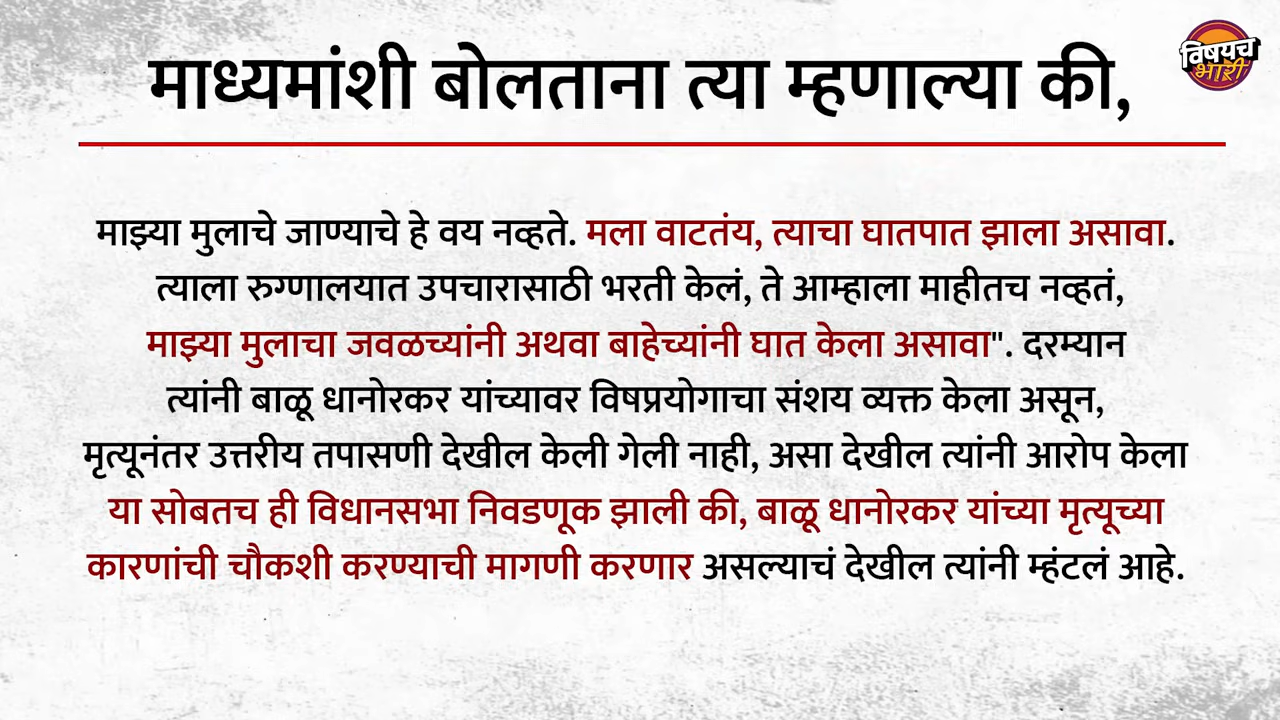 माध्यमांशी बोलताना त्या म्हणाल्या की,
विषयच
भारी
माझ्या मुलाचे जाण्याचे हे वय नव्हते. मला वाटतंय, त्याचा घातपात झाला असावा.
त्याला रुग्णालयात उपचारासाठी भरती केलं, ते आम्हाला माहीतच नव्हतं,
माझ्या मुलाचा जवळच्यांनी अथवा बाहेच्यांनी घात केला असावा". दरम्यान
त्यांनी बाळू धानोरकर यांच्यावर विषप्रयोगाचा संशय व्यक्त केला असून,
मृत्यूनंतर उत्तरीय तपासणी देखील केली गेली नाही, असा देखील त्यांनी आरोप केला
या सोबतच ही विधानसभा निवडणूक झाली की, बाळू धानोरकर यांच्या मृत्यूच्या
कारणांची चौकशी करण्याची मागणी करणार असल्याचं देखील त्यांनी म्हंटलं आहे.